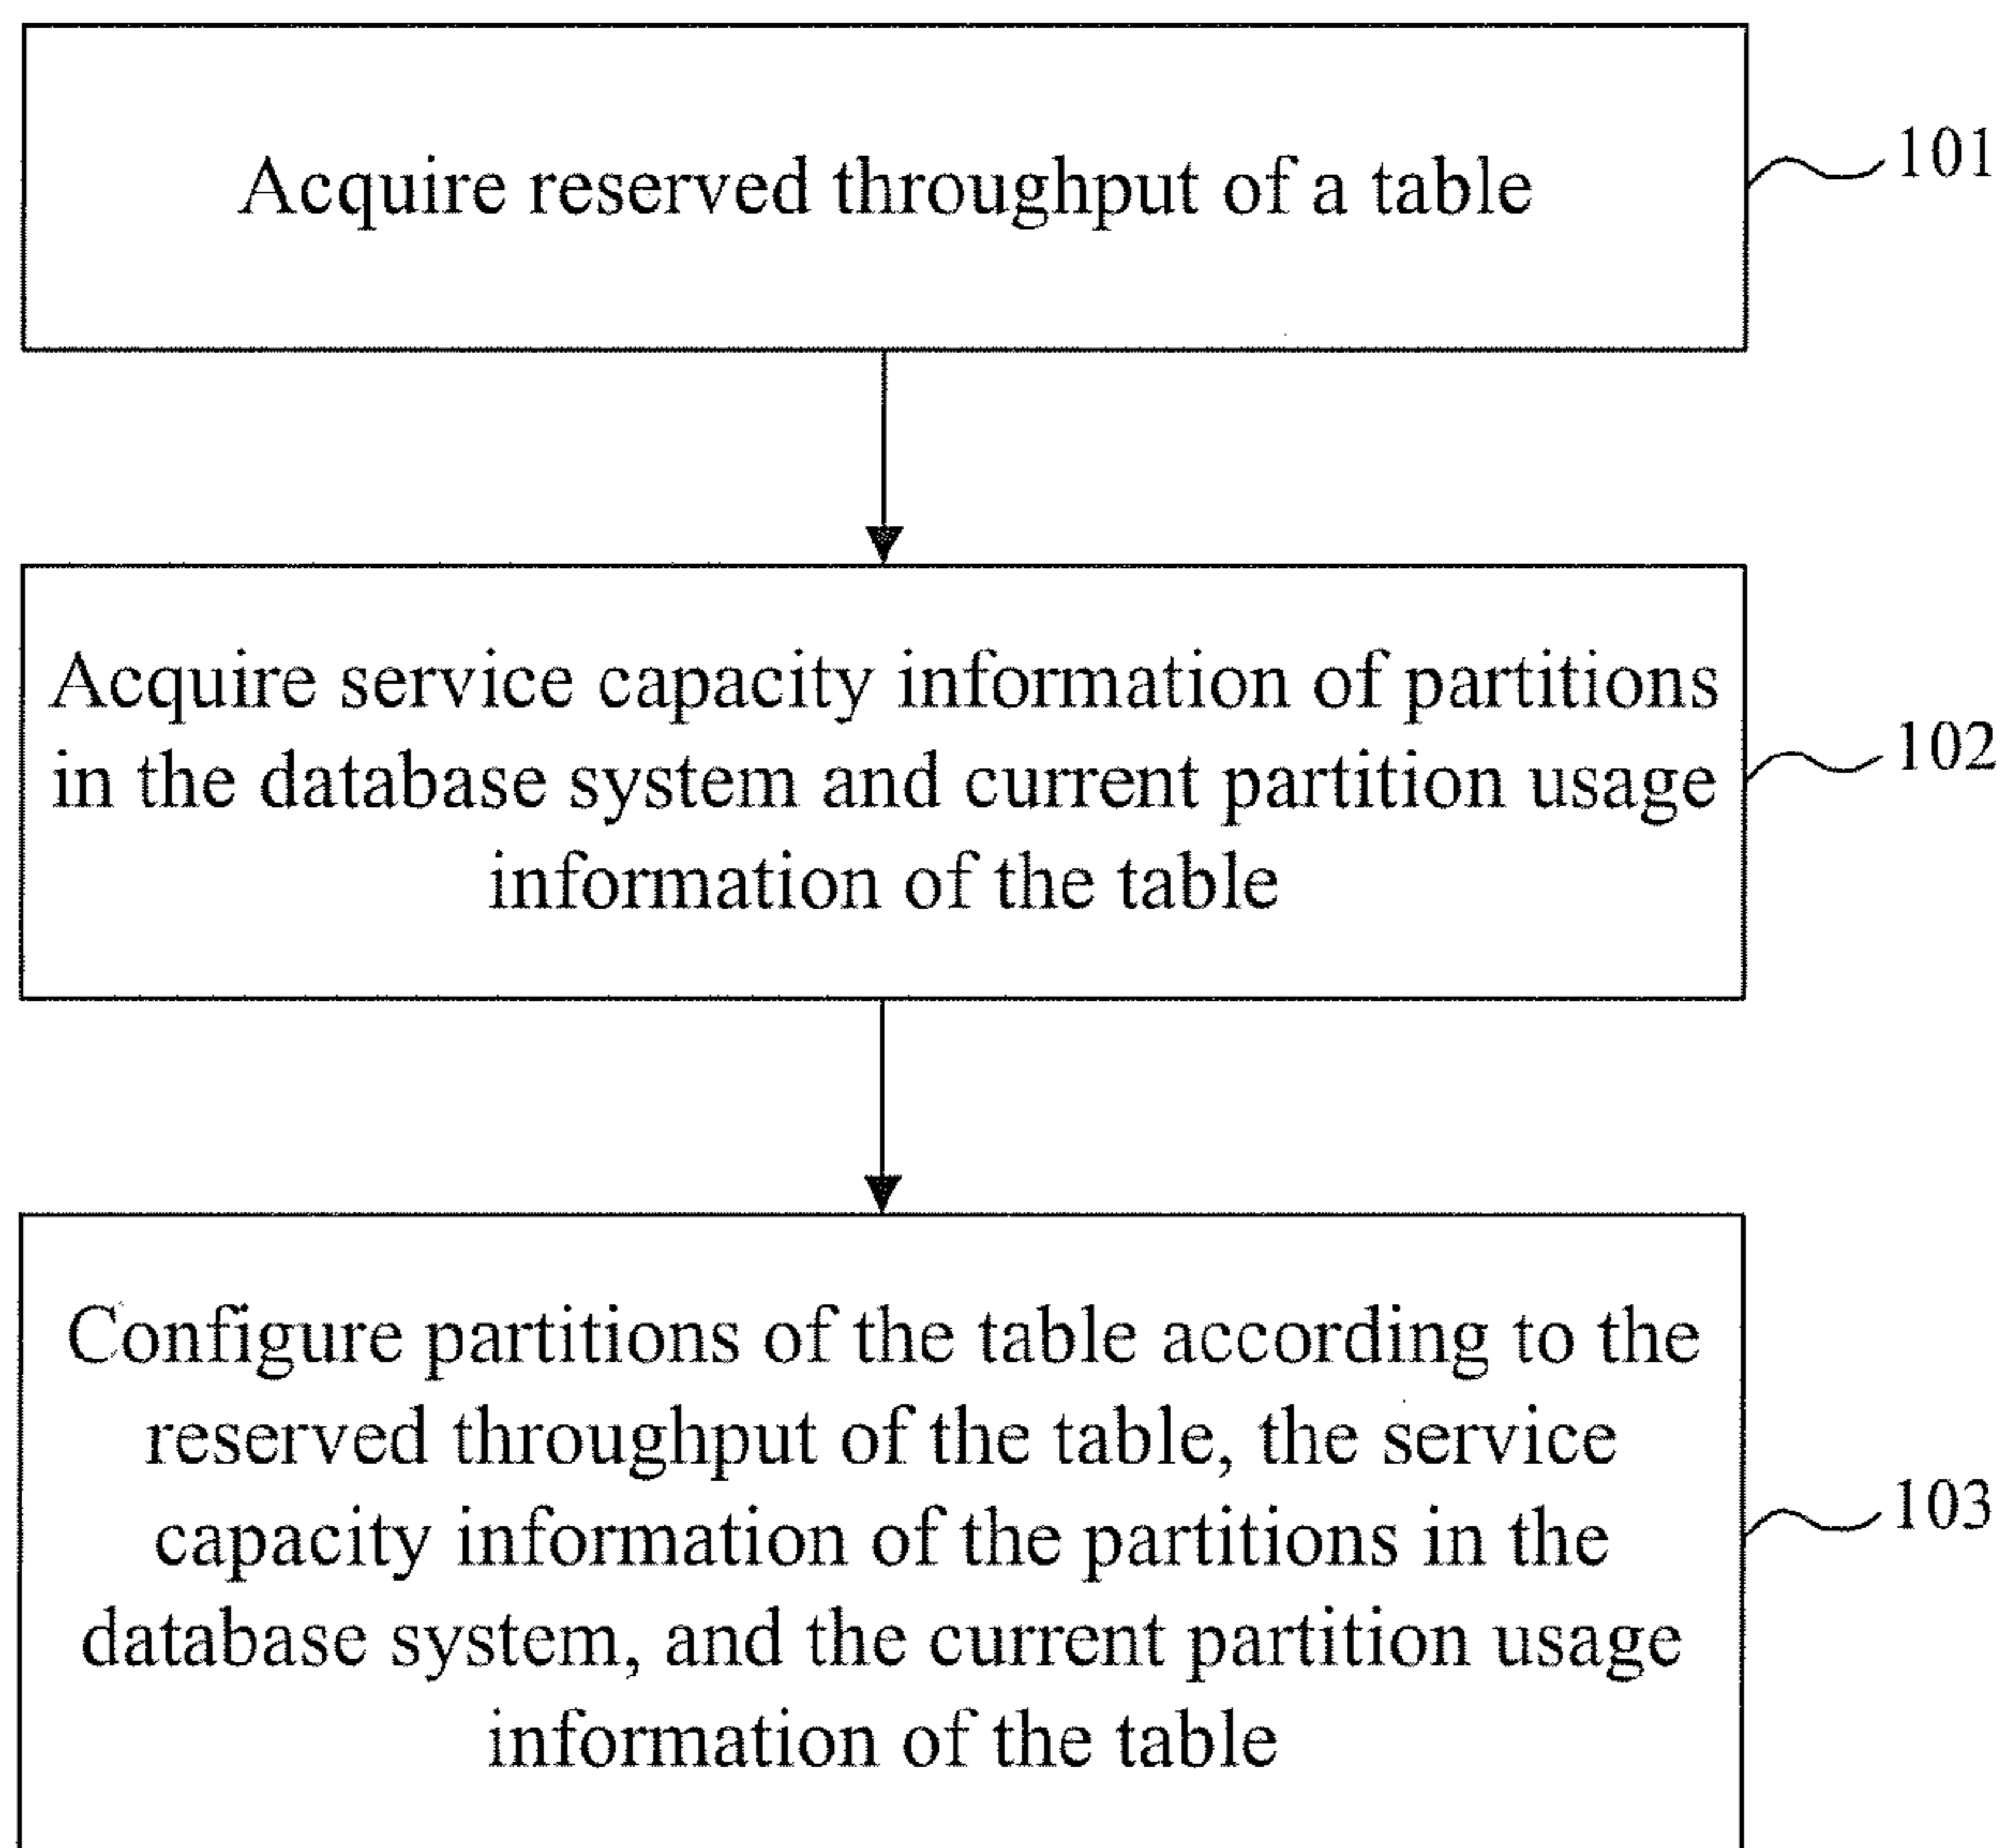 Acquire reserved throughput of a table
101
Acquire service capacity information of partitions
in the database system and current partition usage
information of the table
102
Configure partitions of the table according to the
reserved throughput of the table, the service
capacity information of the partitions in the
database system, and the current partition usage
information of the table
103